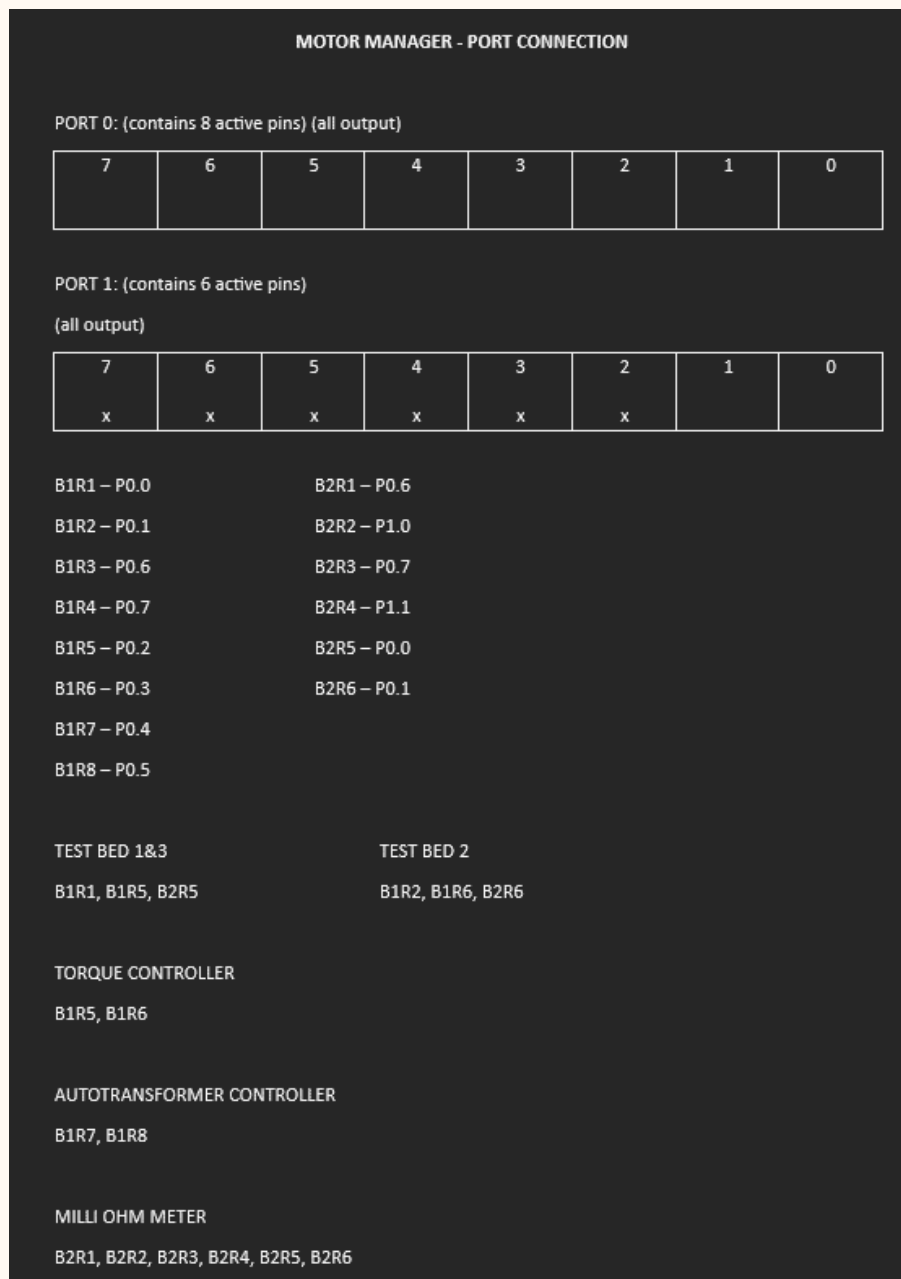 MOTOR MANAGER - PORT CONNECTION
PORT 0: (contains 8 active pins) (all output)
7 6 5 4 3 2 1 0
PORT 1: (contains 6 active pins)
(all output)
7 6 5 4 3 2 1 0
x x x x x x
B1R1 – P0.0 B2R1 – P0.6
B1R2 – P0.1 B2R2 – P1.0
B1R3 – P0.6 B2R3 – P0.7
B1R4 – P0.7 B2R4 – P1.1
B1R5 – P0.2 B2R5 – P0.0
B1R6 – P0.3 B2R6 – P0.1
B1R7 – P0.4
B1R8 – P0.5
TEST BED 1&3 TEST BED 2
B1R1, B1R5, B2R5 B1R2, B1R6, B2R6
TORQUE CONTROLLER
B1R5, B1R6
AUTOTRANSFORMER CONTROLLER
B1R7, B1R8
MILLI OHM METER
B2R1, B2R2, B2R3, B2R4, B2R5, B2R6